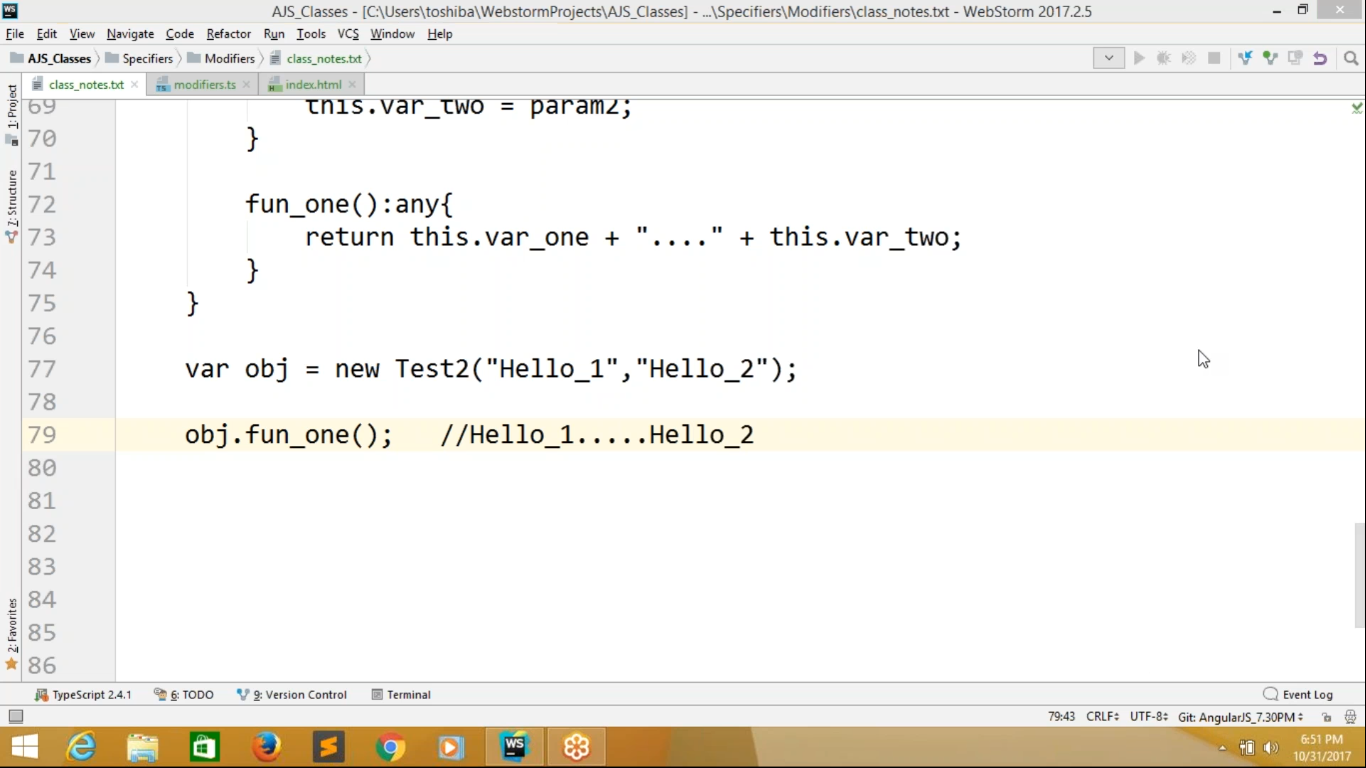 AJS_Classes - [C:\Users\toshiba\WebstormProjects\AJS_Classes] - ...\Specifiers\Modifiers\class_notes.txt - WebStorm 2017.2.5
File Edit View Navigate Code Refactor Run Tools VCS Window Help
AJS_Classes Specifiers Modifiers class_notes.txt
class_notes.txt modifiers.ts index.html
1: Project
7: Structure
2: Favorites
69 this.var_two = param2;
70 }
71
72 fun_one():any{
73 return this.var_one + "...." + this.var_two;
74 }
75 }
76
77 var obj = new Test2("Hello_1","Hello_2");
78
79 obj.fun_one(); //Hello_1.....Hello_2
80
81
82
83
84
85
86
TypeScript 2.4.1 6: TODO 9: Version Control Terminal Event Log
79:43 CRLF UTF-8 Git: AngularJS_7.30PM
WS
6:51 PM
10/31/2017